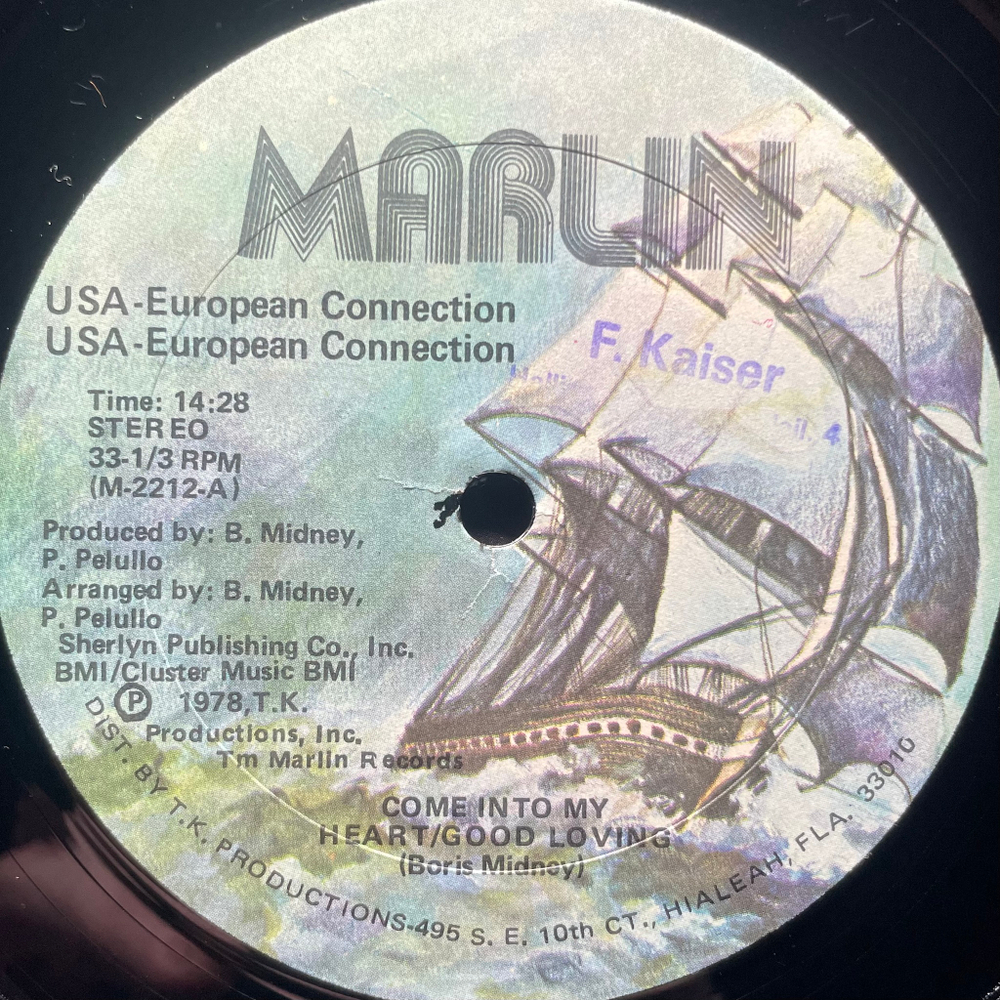 MARLIN
USA-European Connection
USA-European Connection
F. Kaiser
4
Time: 14:28
STEREO
33-1/3 RPM
(M-2212-A)
Produced by: B. Midney,
P. Pelullo
Arranged by: B. Midney,
P. Pelullo
Sherlyn Publishing Co., Inc.
BMI/Cluster Music BMI
Ⓟ 1978,T.K.
Productions, Inc.
Tm Marlin Records
COME INTO MY
HEART/GOOD LOVING
(Boris Midney)
DIST. BY T.K. PRODUCTIONS-495 S. E. 10th CT., HIALEAH, FLA. 33010